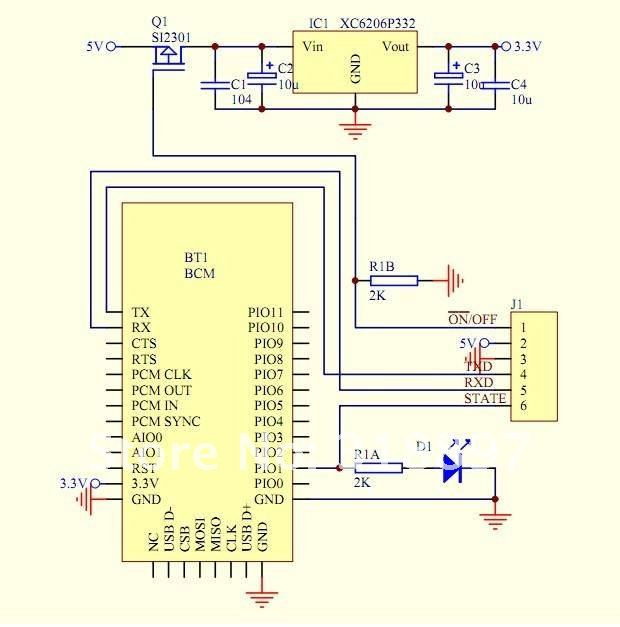 Q1
SI2301
5V
IC1 XC6206P332
Vin Vout
GND
3.3V
C1
104
C2
10u
C3
10u
C4
10u
BT1
BCM
R1B
2K
J1
ON/OFF 1
5V 2
3
TXD 4
RXD 5
STATE 6
TX PIO11
RX PIO10
CTS PIO9
RTS PIO8
PCM CLK PIO7
PCM OUT PIO6
PCM IN PIO5
PCM SYNC PIO4
AIO0 PIO3
AIO1 PIO2
RST PIO1
3.3V 3.3V PIO0
GND GND
R1A
2K
D1
NC
USB D-
CSB
MOSI
MISO
CLK
USB D+
GND
Store No: